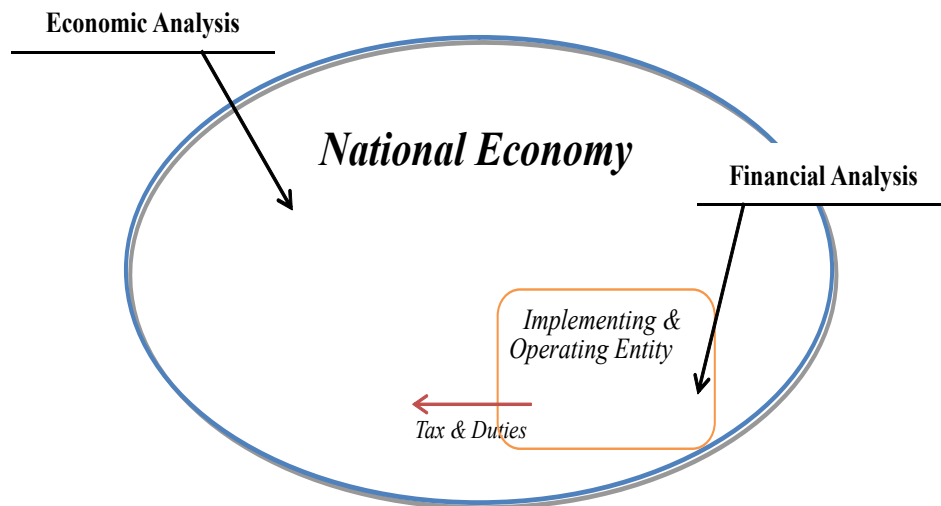 Economic Analysis
National Economy
Financial Analysis
Implementing &
Operating Entity
Tax & Duties